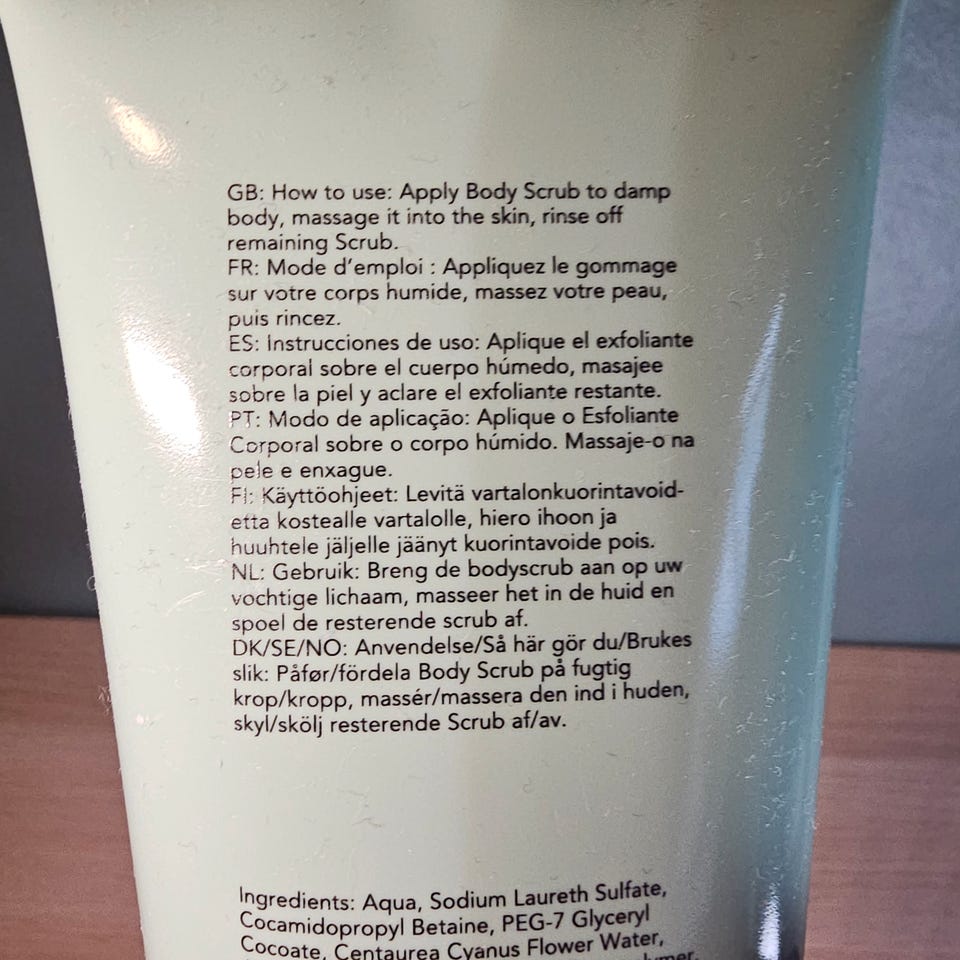 GB: How to use: Apply Body Scrub to damp
body, massage it into the skin, rinse off
remaining Scrub.
FR: Mode d'emploi : Appliquez le gommage
sur votre corps humide, massez votre peau,
puis rincez.
ES: Instrucciones de uso: Aplique el exfoliante
corporal sobre el cuerpo húmedo, masajee
sobre la piel y aclare el exfoliante restante.
PT: Modo de aplicação: Aplique o Esfoliante
Corporal sobre o corpo húmido. Massaje-o na
pele e enxague.
FI: Käyttöohjeet: Levitä vartalonkuorintavoid-
etta kostealle vartalolle, hiero ihoon ja
huuhtele jäljelle jäänyt kuorintavoide pois.
NL: Gebruik: Breng de bodyscrub aan op uw
vochtige lichaam, masseer het in de huid en
spoel de resterende scrub af.
DK/SE/NO: Anvendelse/Så här gör du/Brukes
slik: Påfør/fördela Body Scrub på fugtig
krop/kropp, massér/massera den ind i huden,
skyl/skölj resterende Scrub af/av.
Ingredients: Aqua, Sodium Laureth Sulfate,
Cocamidopropyl Betaine, PEG-7 Glyceryl
Cocoate, Centaurea Cyanus Flower Water,